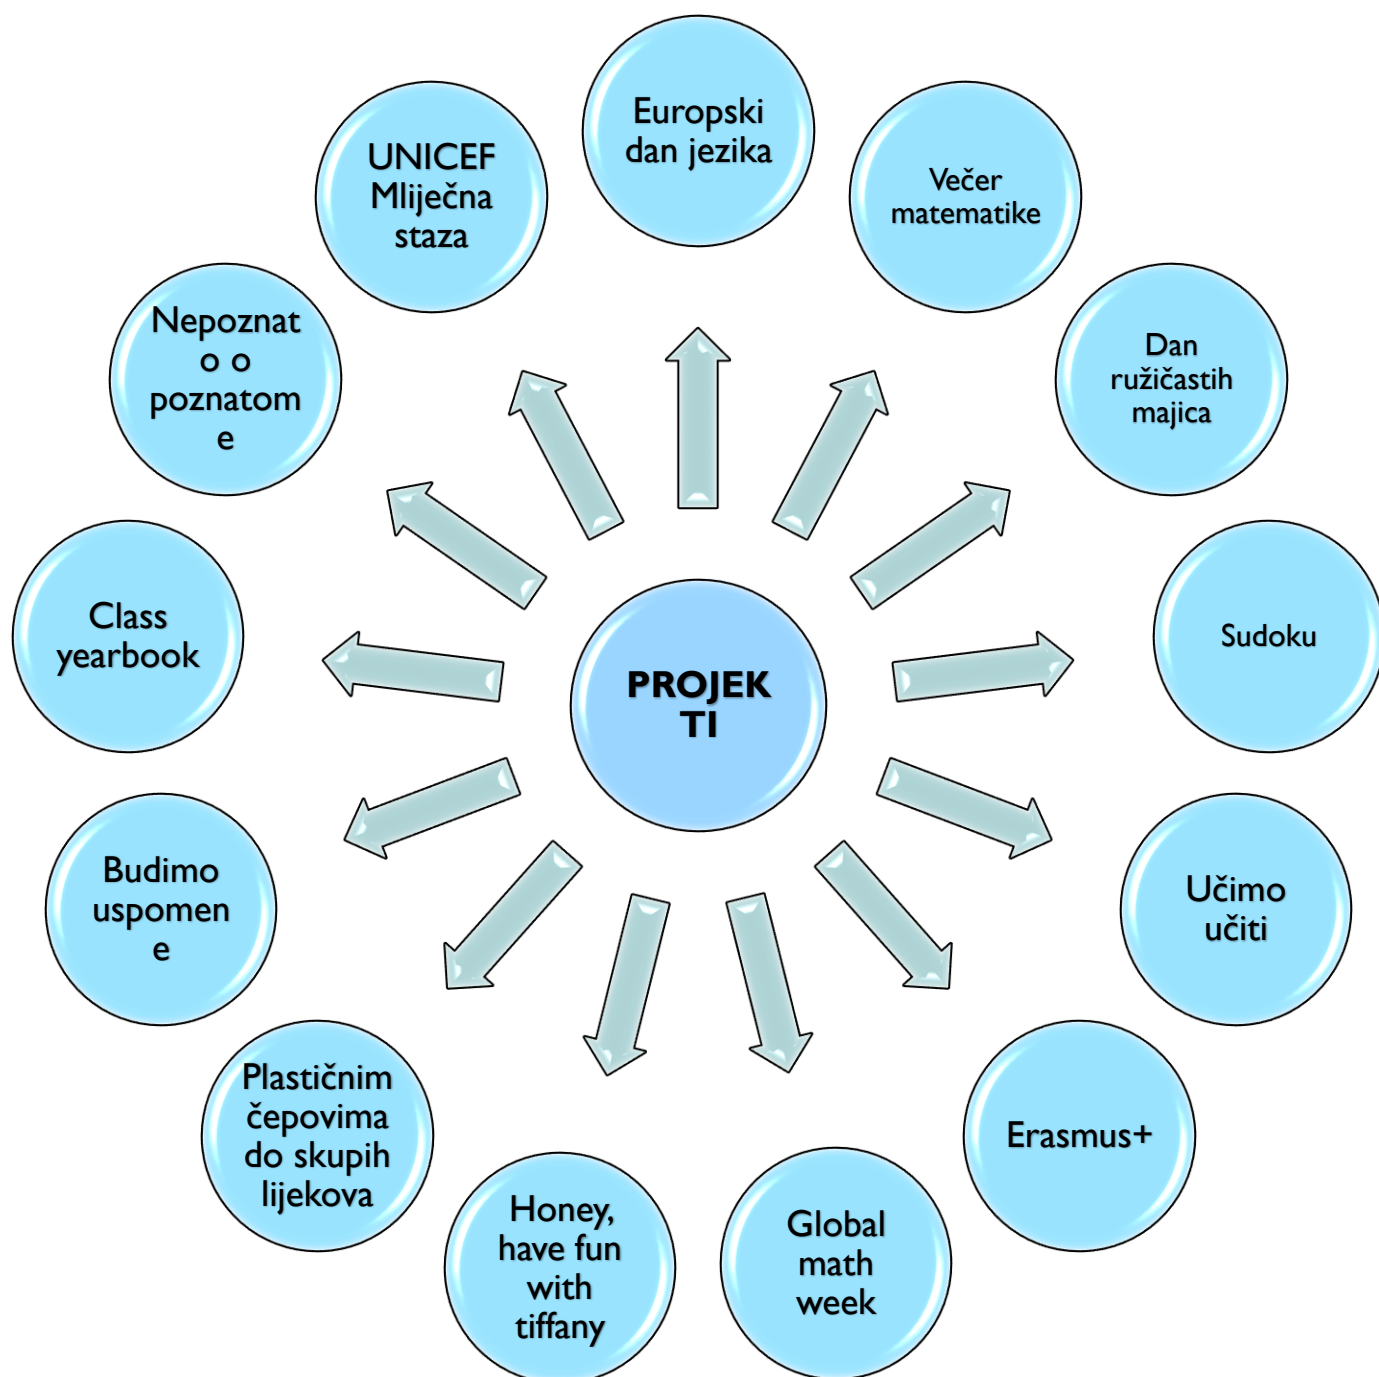 Europski
dan jezika
Večer
matematike
Dan
ružičastih
majica
Sudoku
Učimo
učiti
Erasmus+
Global
math
week
Honey,
have fun
with
tiffany
Plastičnim
čepovima
do skupih
lijekova
Budimo
uspomen
e
Class
yearbook
Nepoznat
o o
poznatom
e
UNICEF
Mliječna
staza
PROJEK
TI